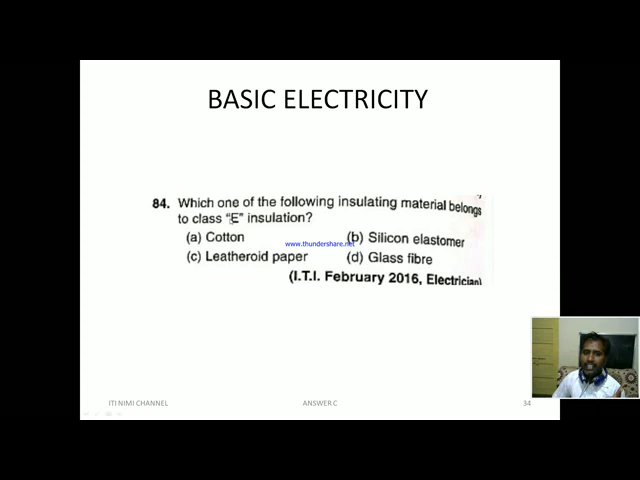 BASIC ELECTRICITY
84. Which one of the following insulating material belongs
to class "E" insulation?
(a) Cotton (b) Silicon elastomer
www.thundershare.net
(c) Leatheroid paper (d) Glass fibre
(I.T.I. February 2016, Electrician)
ITI NIMI CHANNEL ANSWER C 34